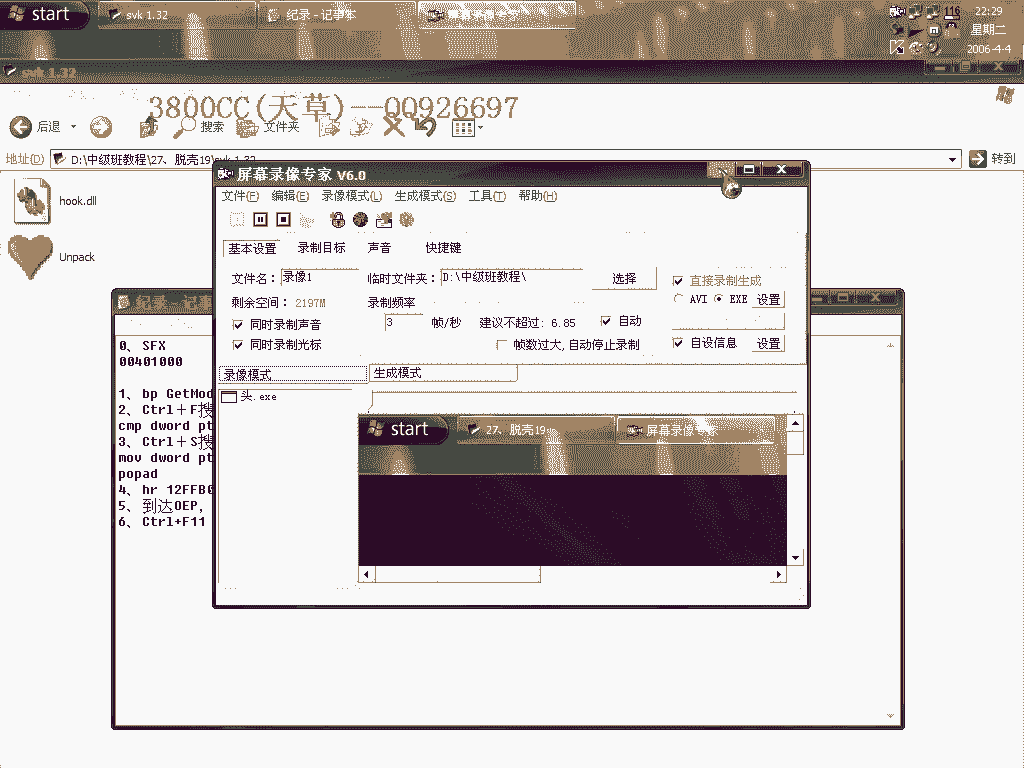 start
svk 1.32
纪录 - 记事本
屏幕录像专家
116
22:29
星期二
2006-4-4
svk 1.32
3800CC(天草)--QQ926697
后退
搜索
文件夹
地址(D)
D:\中级班教程\27、脱壳19\svk 1.32
转到
hook.dll
Unpack
纪录 - 记事
0、SFX
00401000
1、bp GetMod
2、Ctrl＋F搜
cmp dword pt
3、Ctrl＋S搜
mov dword pt
popad
4、hr 12FFB0
5、到达OEP,
6、Ctrl+F11
屏幕录像专家 V6.0
文件(F) 编辑(E) 录像模式(L) 生成模式(S) 工具(T) 帮助(H)
基本设置 录制目标 声音 快捷键
文件名：录像1 临时文件夹：D:\中级班教程\ 选择
直接录制生成
剩余空间： 2197M 录制频率
AVI EXE 设置
同时录制声音 3 帧/秒 建议不超过: 6.85 自动
同时录制光标 帧数过大,自动停止录制 自设信息 设置
录像模式 生成模式
头.exe
start
27、脱壳19
屏幕录像专家